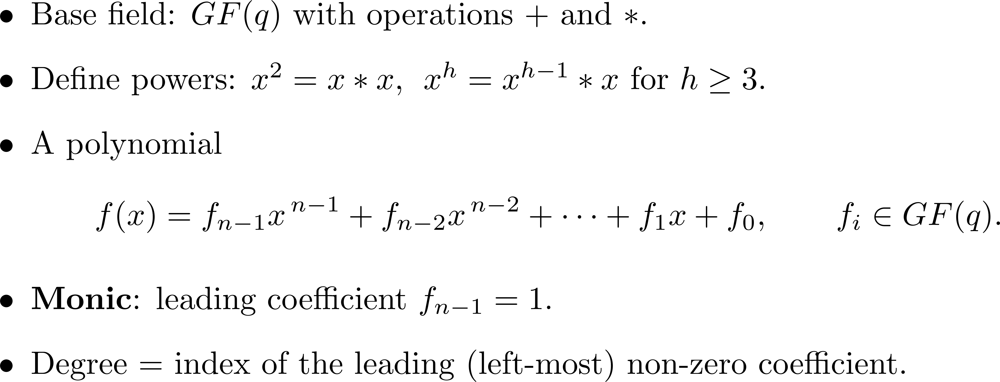 • Base field: $GF(q)$ with operations $+$ and $*$.
• Define powers: $x^2 = x * x, \; x^h = x^{h-1} * x$ for $h \geq 3$.
• A polynomial
$f(x) = f_{n-1}x^{n-1} + f_{n-2}x^{n-2} + \cdots + f_1x + f_0, \qquad f_i \in GF(q).$
• Monic: leading coefficient $f_{n-1} = 1$.
• Degree = index of the leading (left-most) non-zero coefficient.